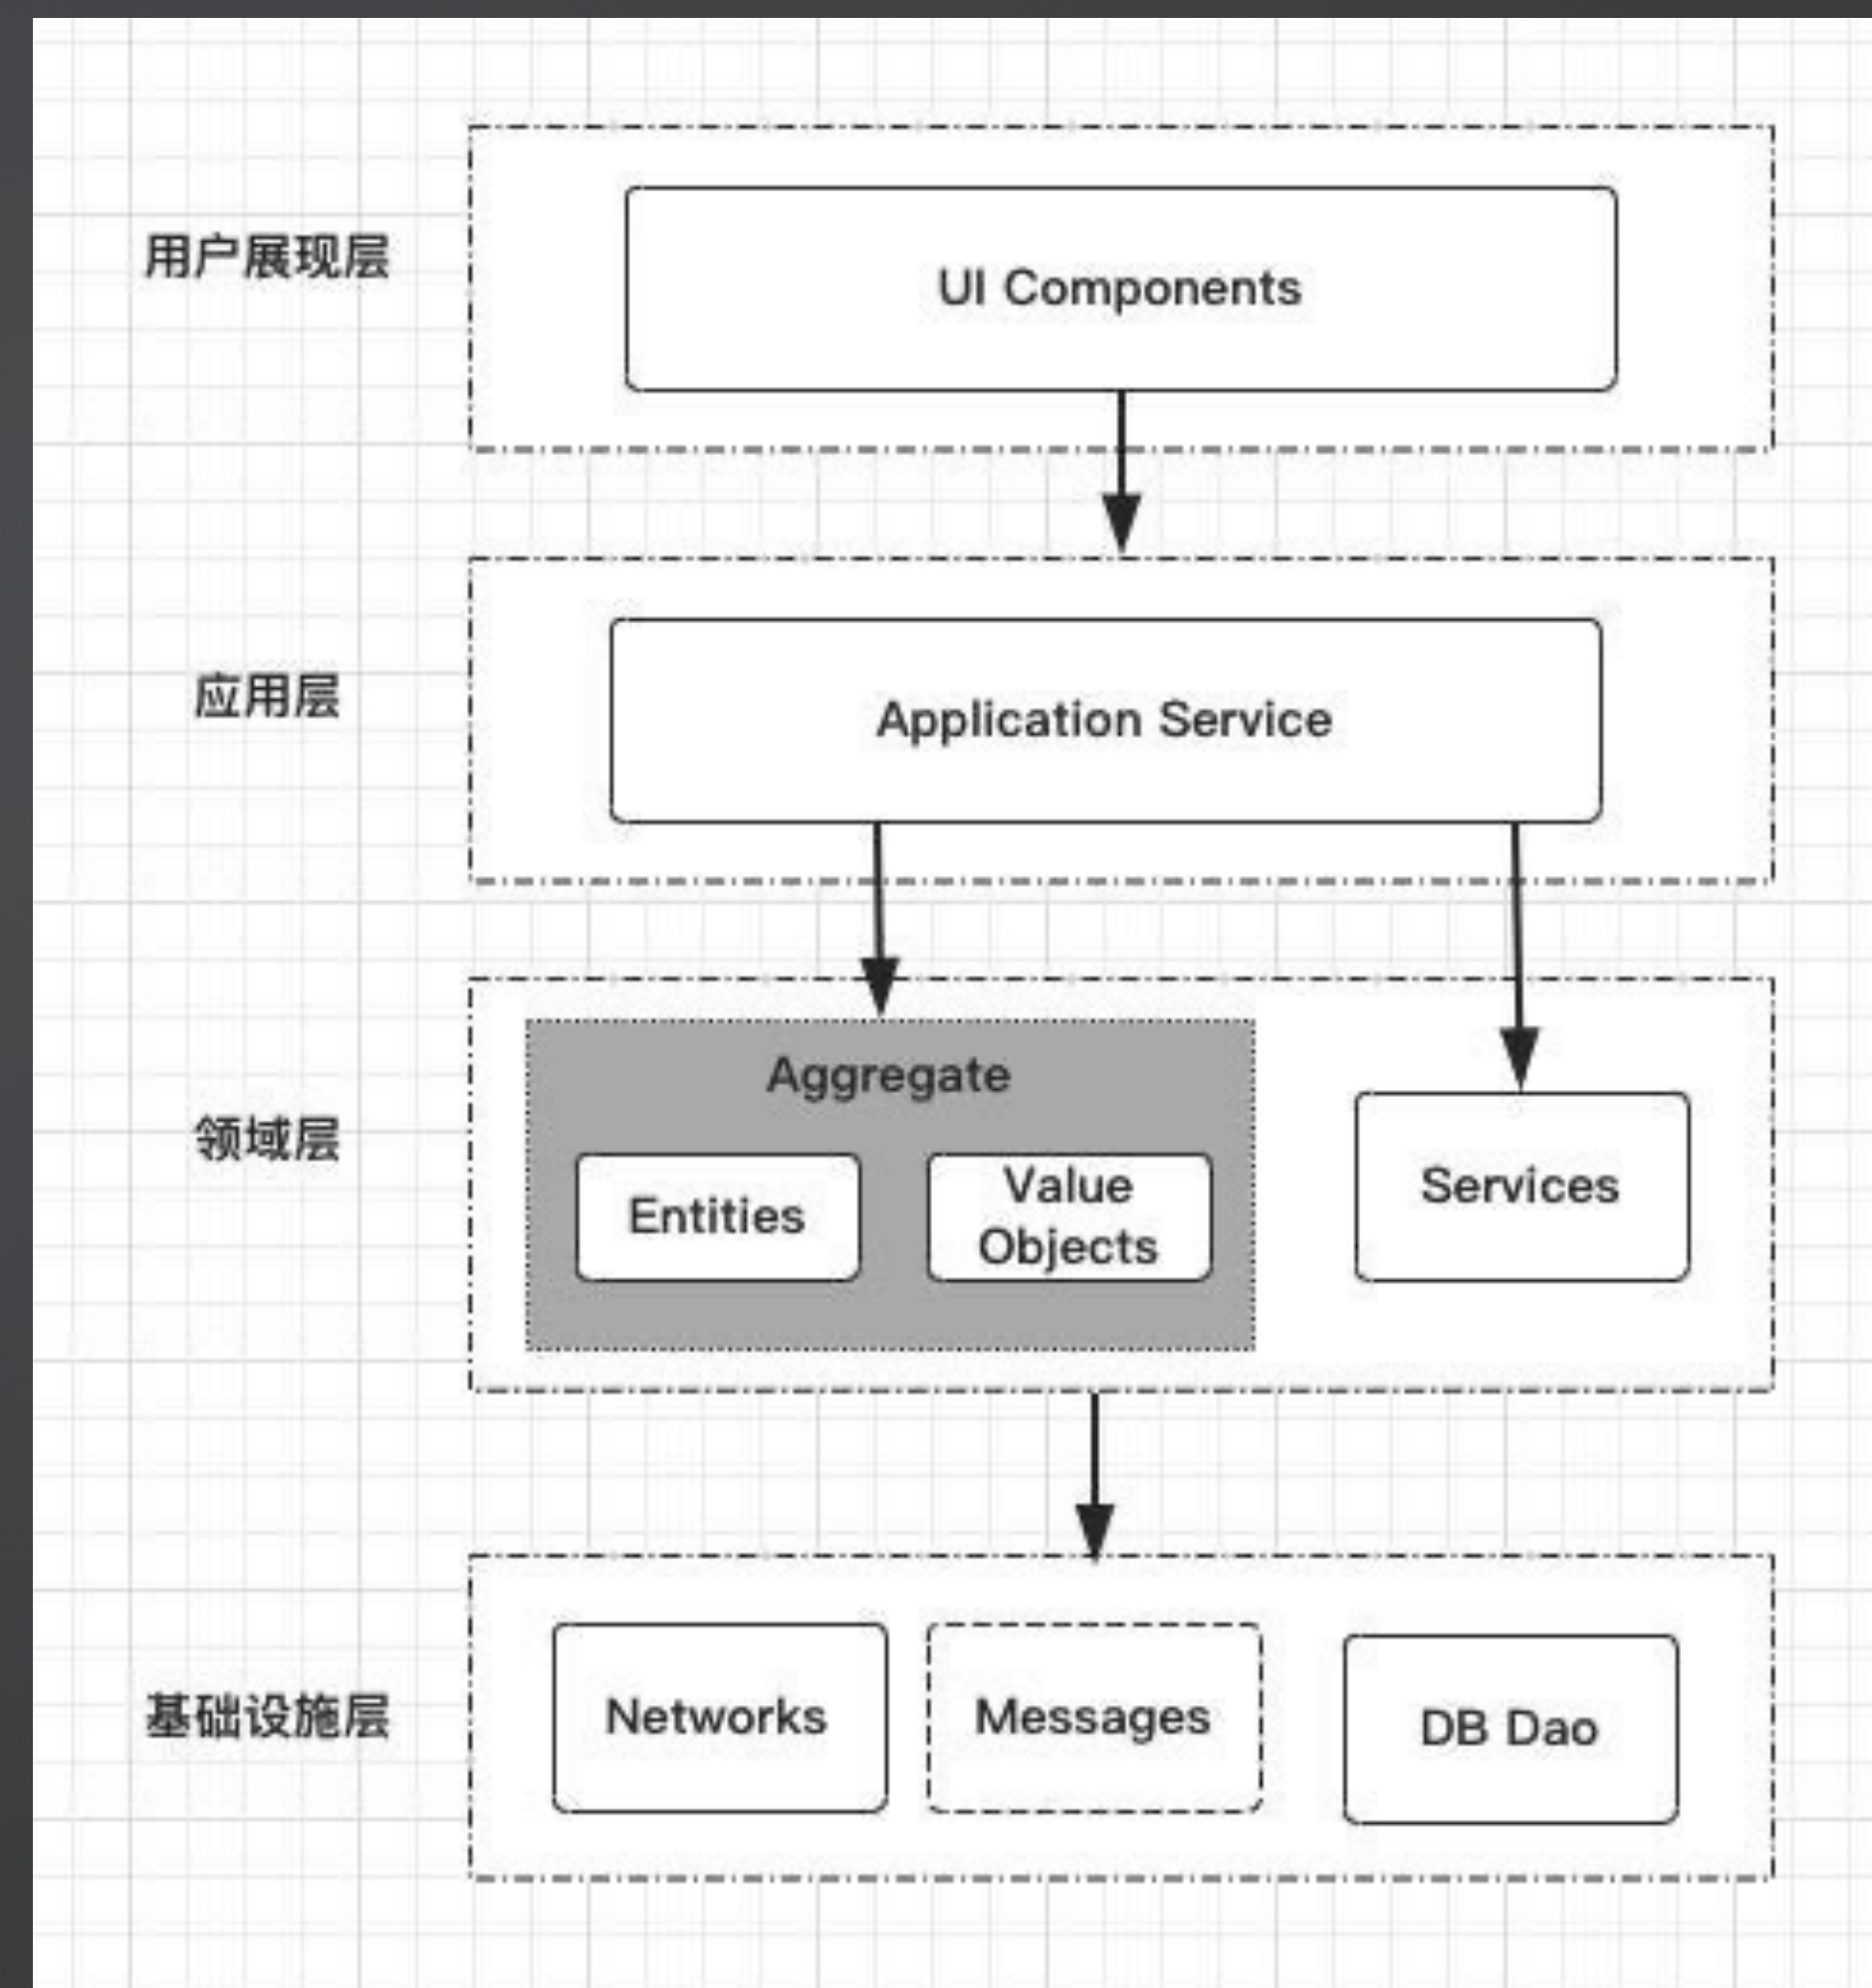 用户展现层
UI Components
应用层
Application Service
领域层
Aggregate
Entities
Value
Objects
Services
基础设施层
Networks
Messages
DB Dao